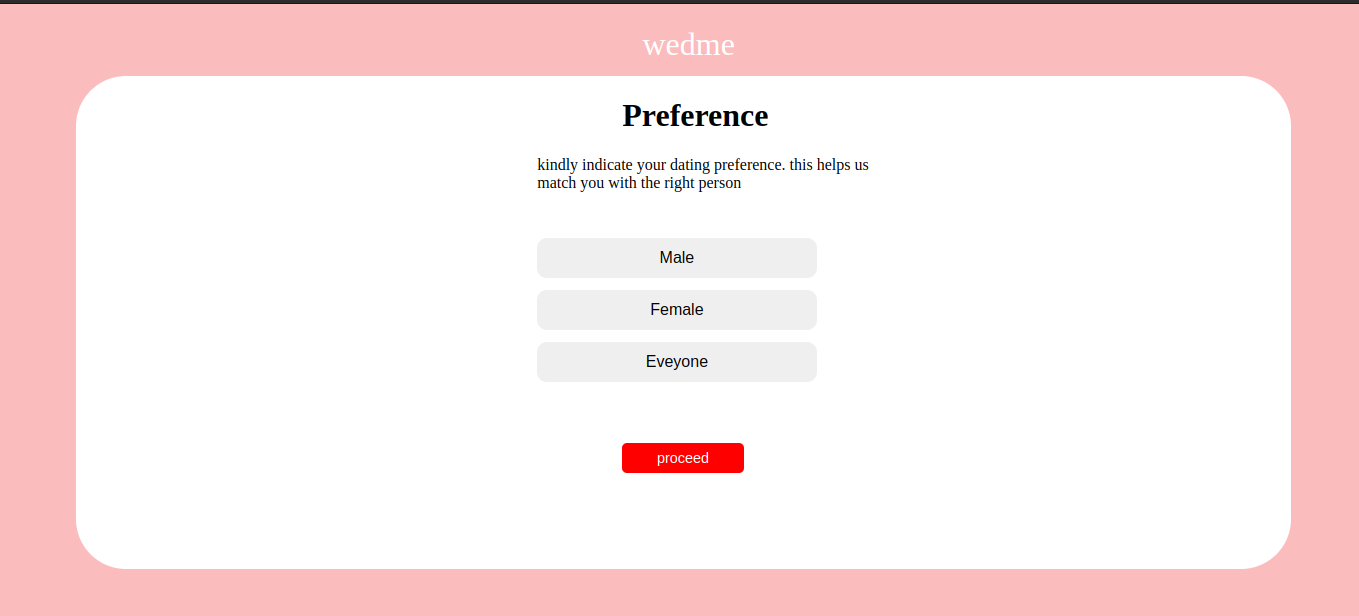 wedme
Preference
kindly indicate your dating preference. this helps us
match you with the right person
Male
Female
Eveyone
proceed